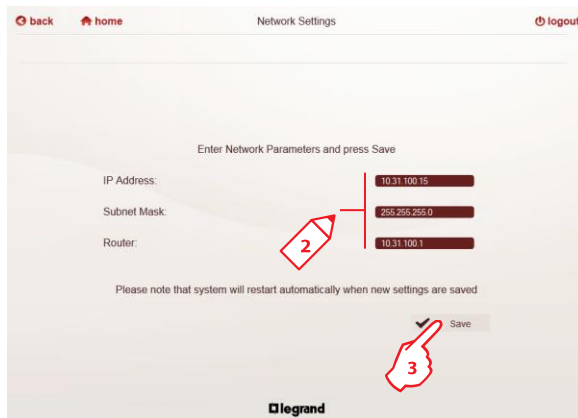 back home Network Settings logout
Enter Network Parameters and press Save
IP Address: 10.31.100.15
Subnet Mask: 255.255.255.0
2
Router: 10.31.100.1
Please note that system will restart automatically when new settings are saved
Save
3
legrand